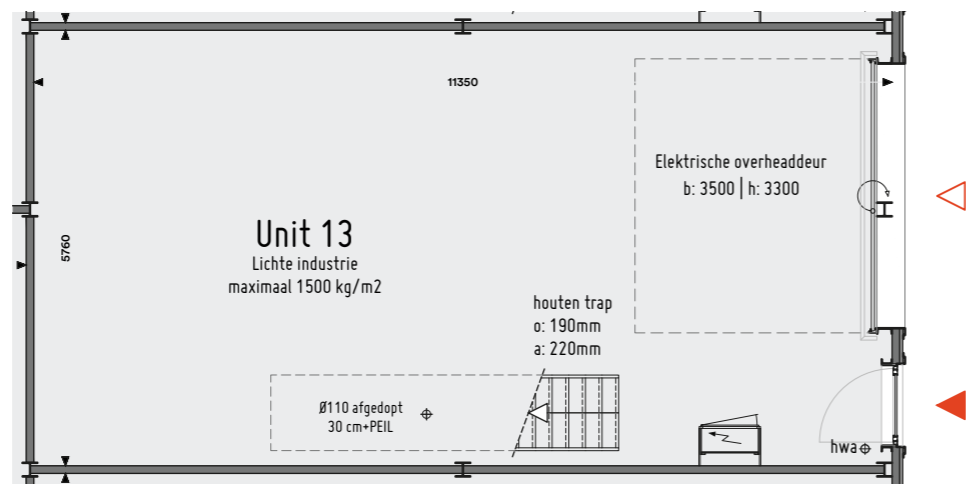 11350
Elektrische overheaddeur
b: 3500 | h: 3300
5760
Unit 13
Lichte industrie
maximaal 1500 kg/m2
houten trap
o: 190mm
a: 220mm
Ø110 afgedopt
30 cm+PEIL
hwa